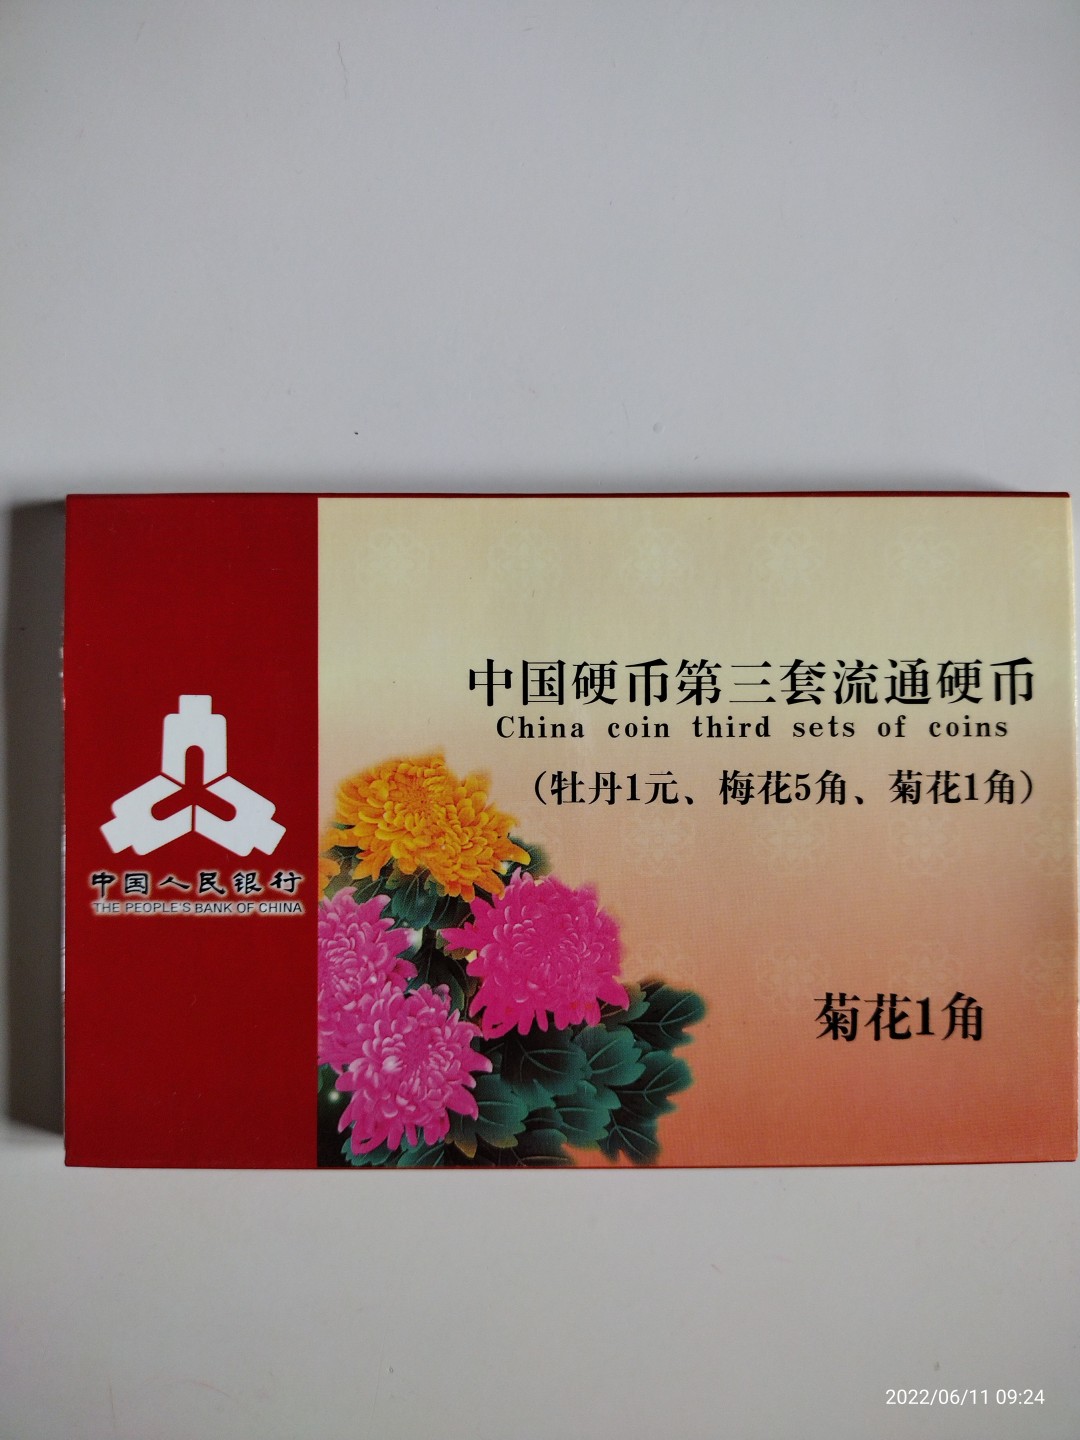 中国硬币第三套流通硬币
China coin third sets of coins
(牡丹1元、梅花5角、菊花1角)
中国人民银行
THE PEOPLE'S BANK OF CHINA
菊花1角
2022/06/11 09:24